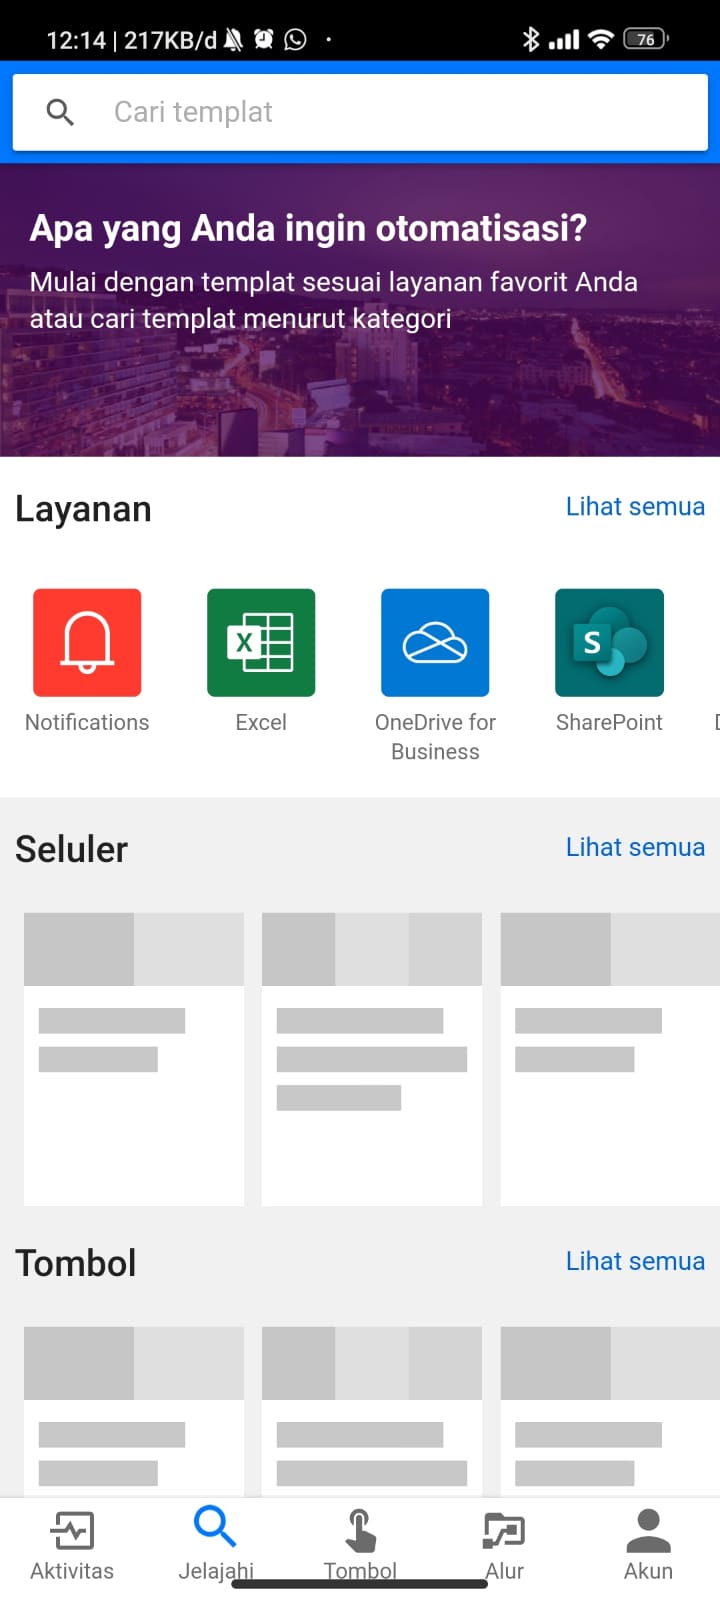 12:14 | 217KB/d
76
Cari templat
Apa yang Anda ingin otomatisasi?
Mulai dengan templat sesuai layanan favorit Anda
atau cari templat menurut kategori
Layanan
Lihat semua
X
S
Notifications
Excel
OneDrive for
Business
SharePoint
Seluler
Lihat semua
Tombol
Lihat semua
Aktivitas
Jelajahi
Tombol
Alur
Akun